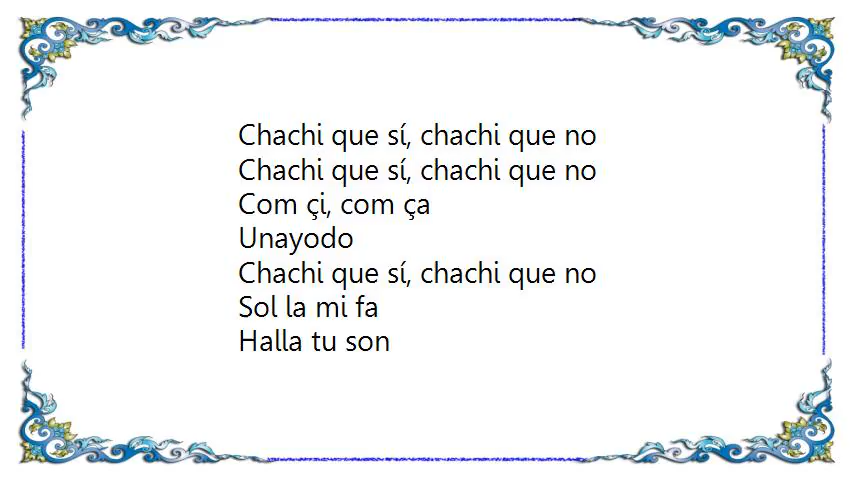 Chachi que sí, chachi que no
Chachi que sí, chachi que no
Com çi, com ça
Unayodo
Chachi que sí, chachi que no
Sol la mi fa
Halla tu son